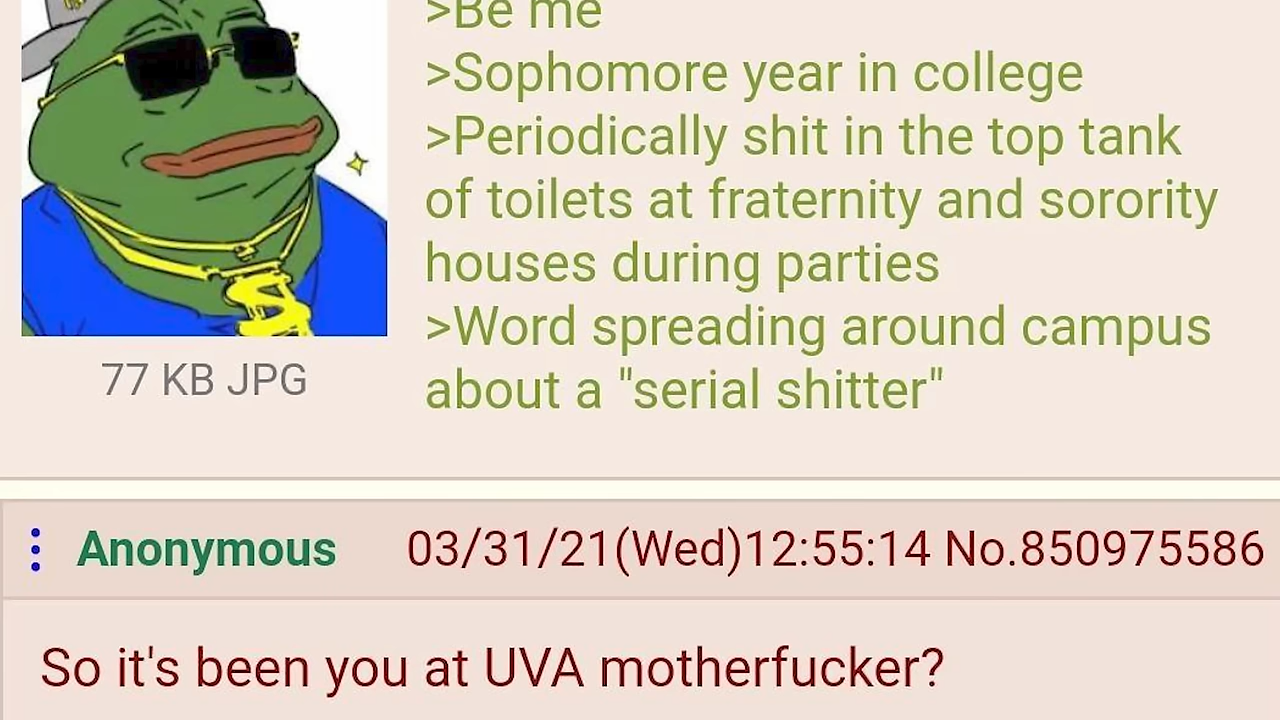 >Be me
>Sophomore year in college
>Periodically shit in the top tank
of toilets at fraternity and sorority
houses during parties
>Word spreading around campus
about a "serial shitter"
77 KB JPG
Anonymous 03/31/21(Wed)12:55:14 No.850975586
So it's been you at UVA motherfucker?